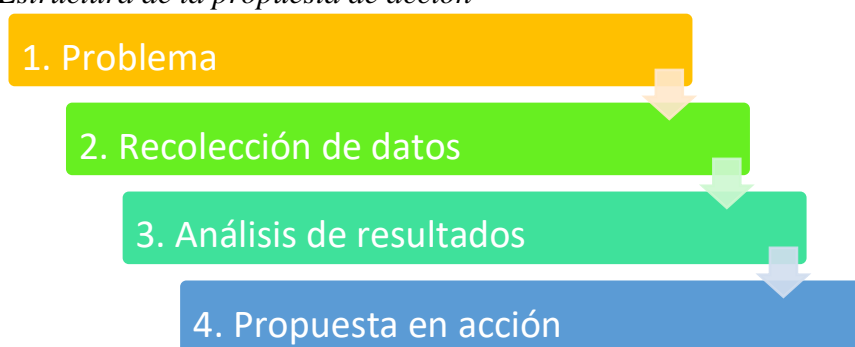 Estructura de la propuesta de acción
1. Problema
2. Recolección de datos
3. Análisis de resultados
4. Propuesta en acción